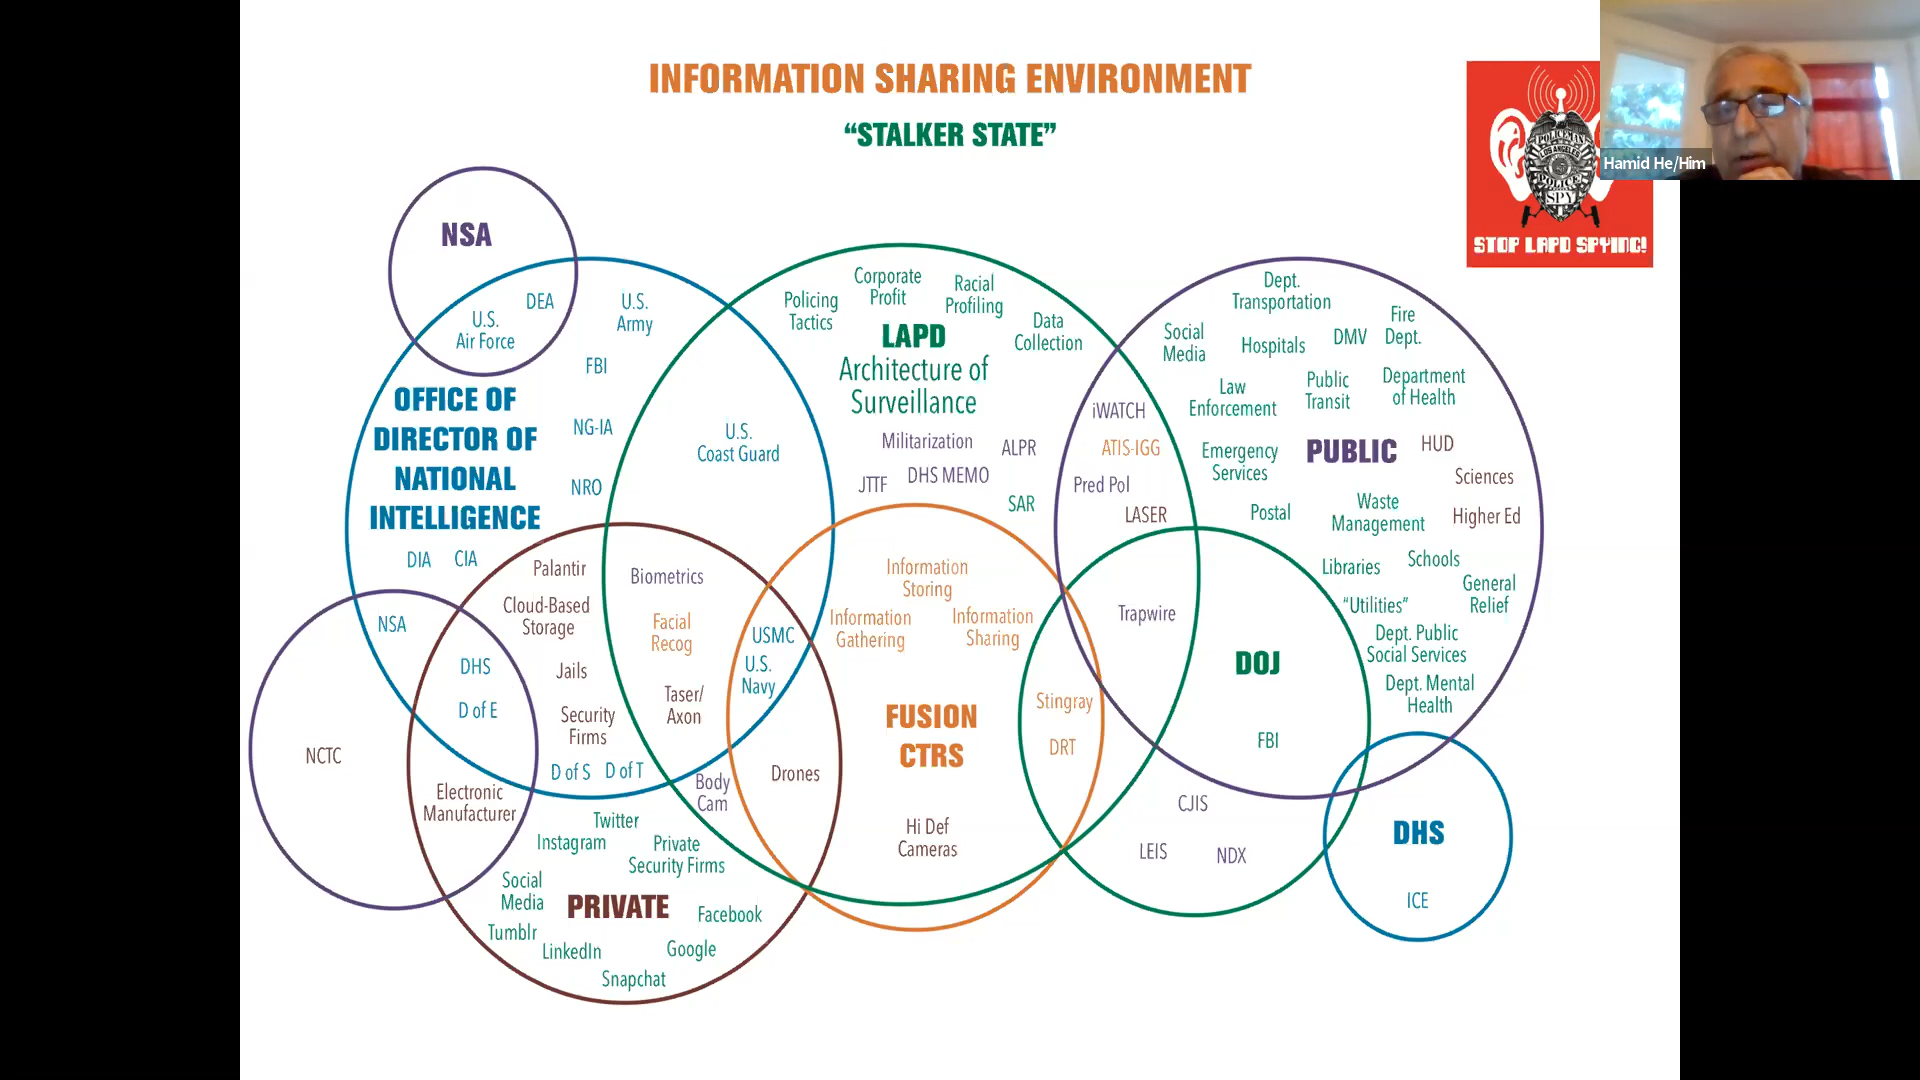 INFORMATION SHARING ENVIRONMENT
“STALKER STATE”
Hamid He/Him
POLICEMAN
LOS ANGELES
POLICE
SPY
STOP LAPD SPYING!
NSA
DEA
U.S.
Air Force
U.S.
Army
FBI
OFFICE OF
DIRECTOR OF
NATIONAL
INTELLIGENCE
NG-IA
NRO
DIA
CIA
U.S.
Coast Guard
Policing
Tactics
Corporate
Profit
Racial
Profiling
Data
Collection
LAPD
Architecture of
Surveillance
Militarization
ALPR
JTTF
DHS MEMO
SAR
iWATCH
ATIS-IGG
Pred Pol
LASER
Dept.
Transportation
Social
Media
Hospitals
DMV
Fire
Dept.
Law
Enforcement
Public
Transit
Department
of Health
Emergency
Services
PUBLIC
HUD
Sciences
Postal
Waste
Management
Higher Ed
Libraries
Schools
General
Relief
“Utilities”
Dept. Public
Social Services
Dept. Mental
Health
NSA
DHS
D of E
NCTC
Electronic
Manufacturer
Palantir
Cloud-Based
Storage
Jails
Security
Firms
D of S
D of T
Biometrics
Facial
Recog
Taser/
Axon
USMC
U.S.
Navy
Body
Cam
Drones
Information
Storing
Information
Gathering
Information
Sharing
FUSION
CTRS
Hi Def
Cameras
Stingray
DRT
Trapwire
DOJ
FBI
CJIS
LEIS
NDX
DHS
ICE
Twitter
Instagram
Private
Security Firms
Social
Media
PRIVATE
Facebook
Tumblr
LinkedIn
Google
Snapchat